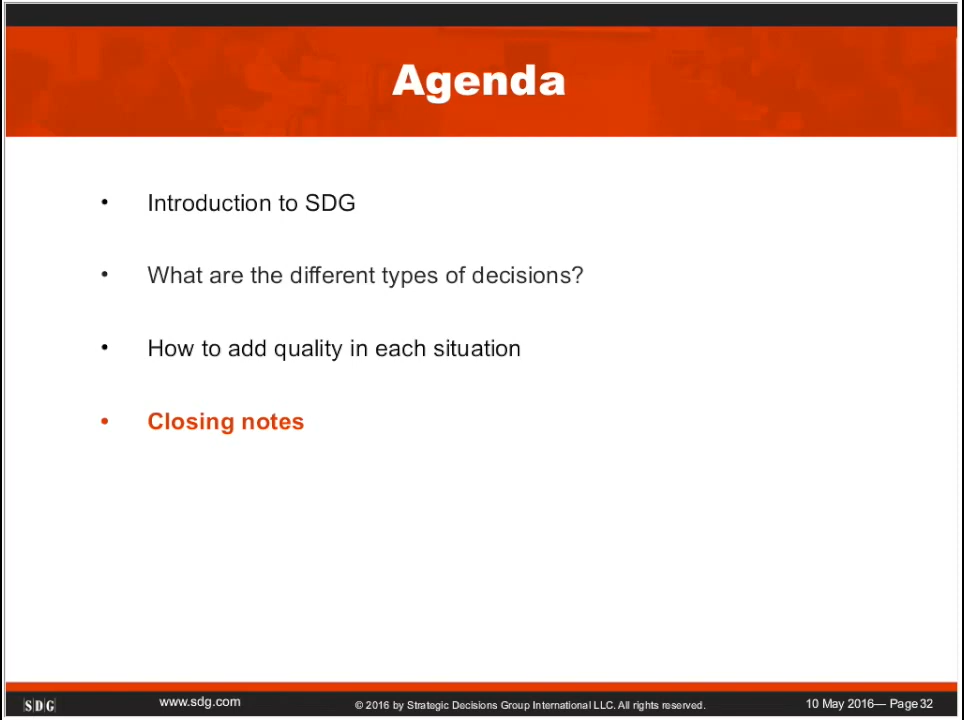 Agenda
• Introduction to SDG
• What are the different types of decisions?
• How to add quality in each situation
• Closing notes
SDG
www.sdg.com
© 2016 by Strategic Decisions Group International LLC. All rights reserved.
10 May 2016— Page 32